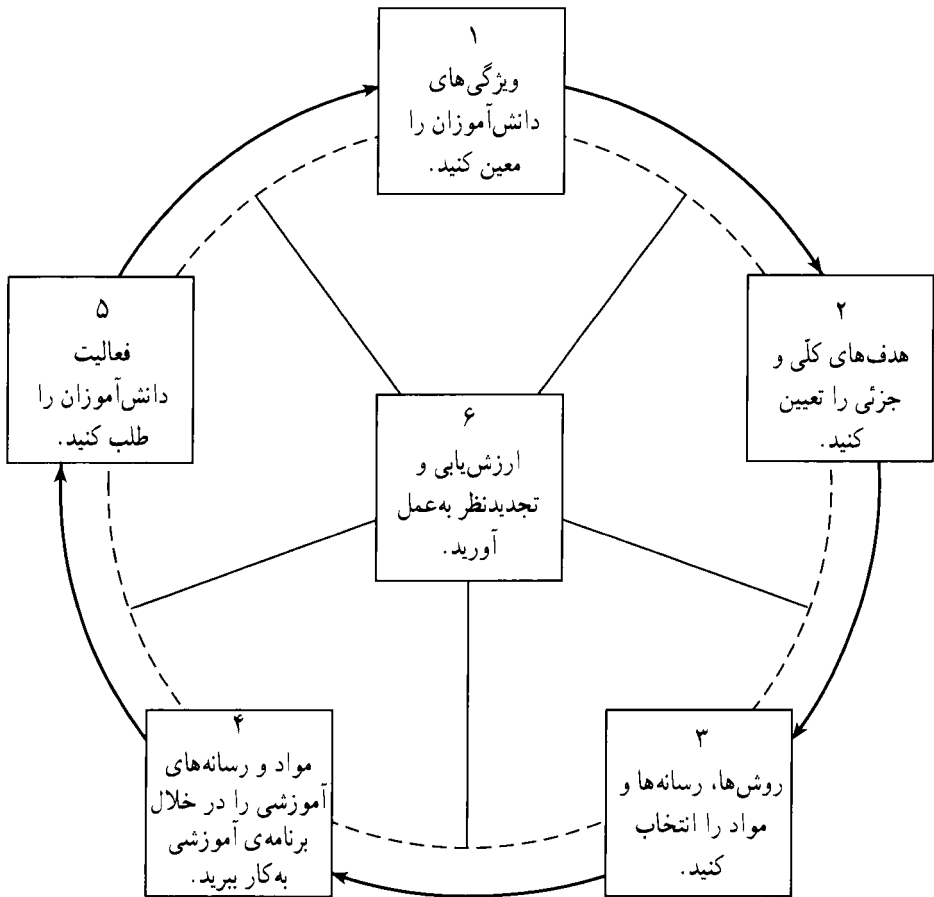 ۱
ویژگی‌های
دانش‌آموزان را
معین کنید.
۲
هدف‌های کلّی و
جزئی را تعیین
کنید.
۳
روش‌ها، رسانه‌ها و
مواد را انتخاب
کنید.
۴
مواد و رسانه‌های
آموزشی را در خلال
برنامه‌ی آموزشی
به‌کار ببرید.
۵
فعالیت
دانش‌آموزان را
طلب کنید.
۶
ارزش‌یابی و
تجدیدنظر به‌عمل
آورید.